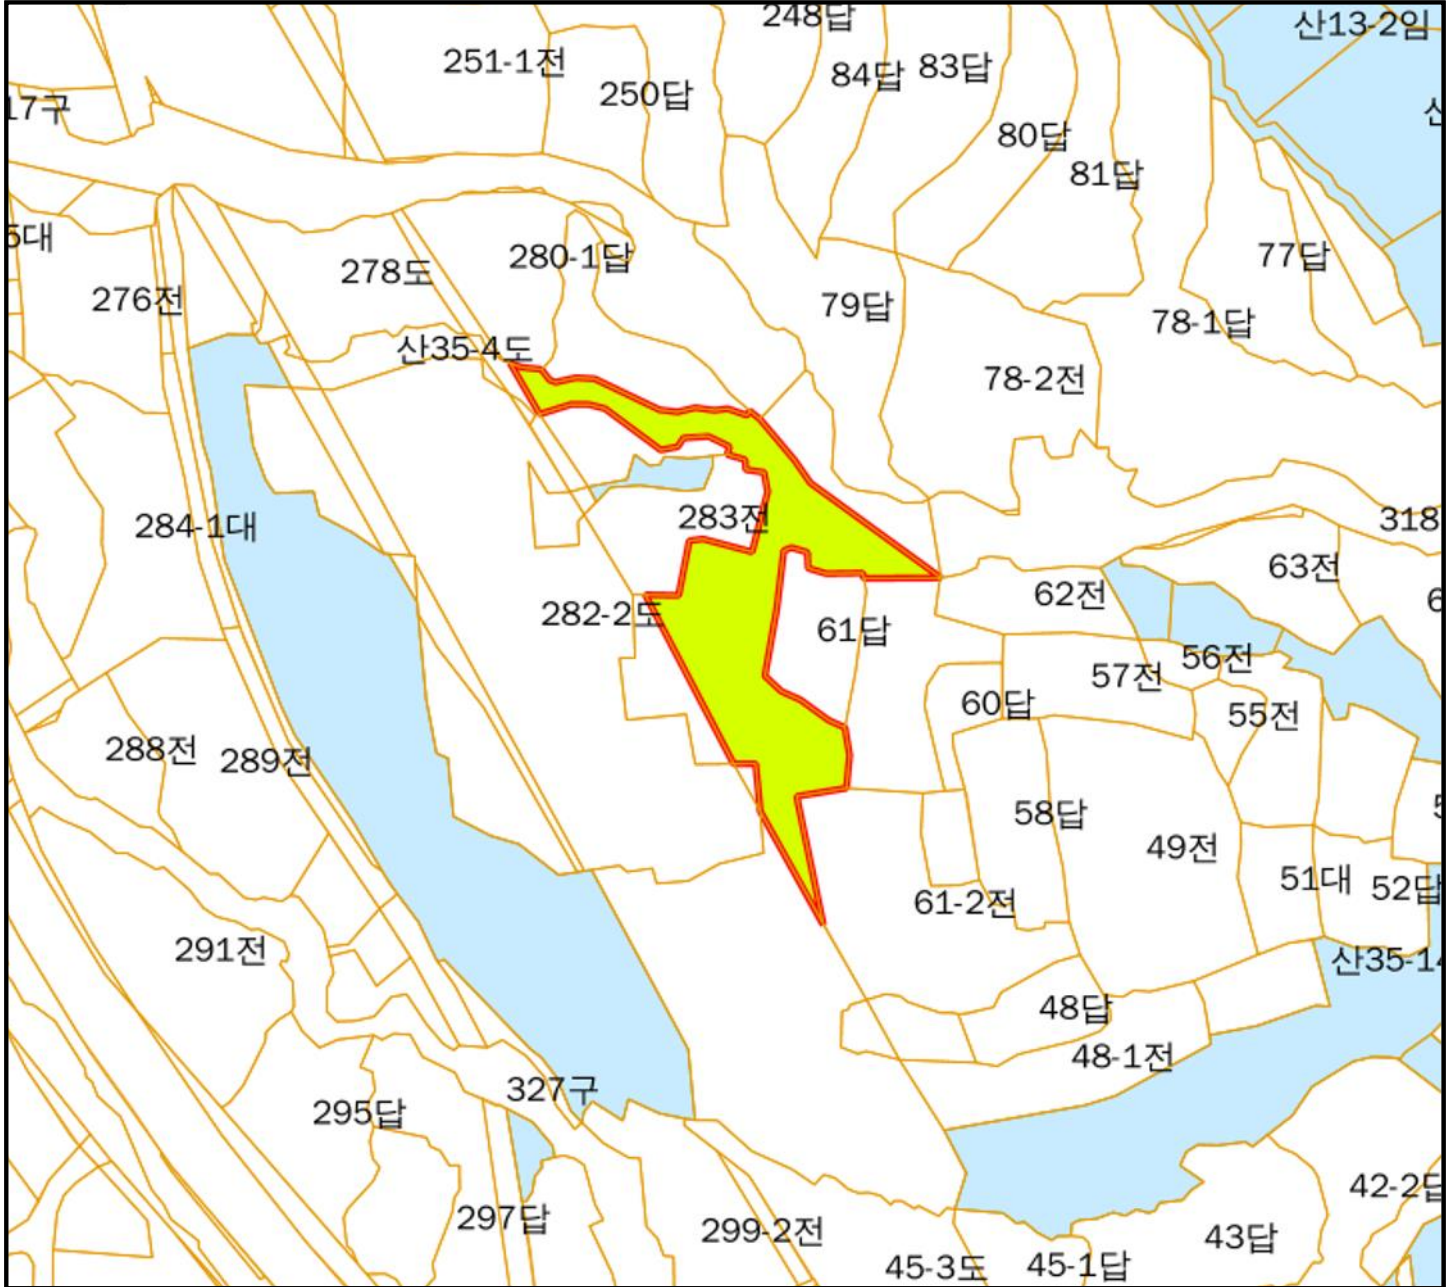 248답
산13-2임
251-1전
84답
83답
250답
17구
80답
81답
5대
280-1답
77답
278도
276전
79답
78-1답
산35-4도
78-2전
283전
318
284-1대
63전
62전
282-2도
61답
56전
57전
60답
55전
288전
289전
58답
49전
51대
52답
61-2전
291전
산35-14
48답
48-1전
327구
295답
42-2답
297답
299-2전
43답
45-1답
45-3도